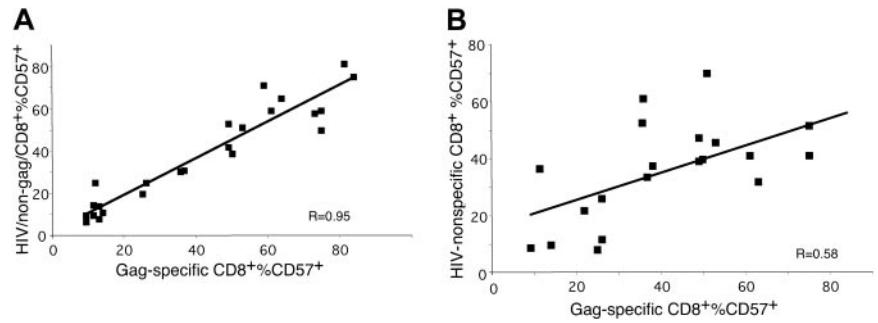 A
HIV/non-gag/CD8+%CD57+
80
60
40
20
0
0 20 40 60 80
R=0.95
Gag-specific CD8+%CD57+
B
HIV-nonspecific CD8+ %CD57+
80
60
40
20
0
0 20 40 60 80
R=0.58
Gag-specific CD8+%CD57+